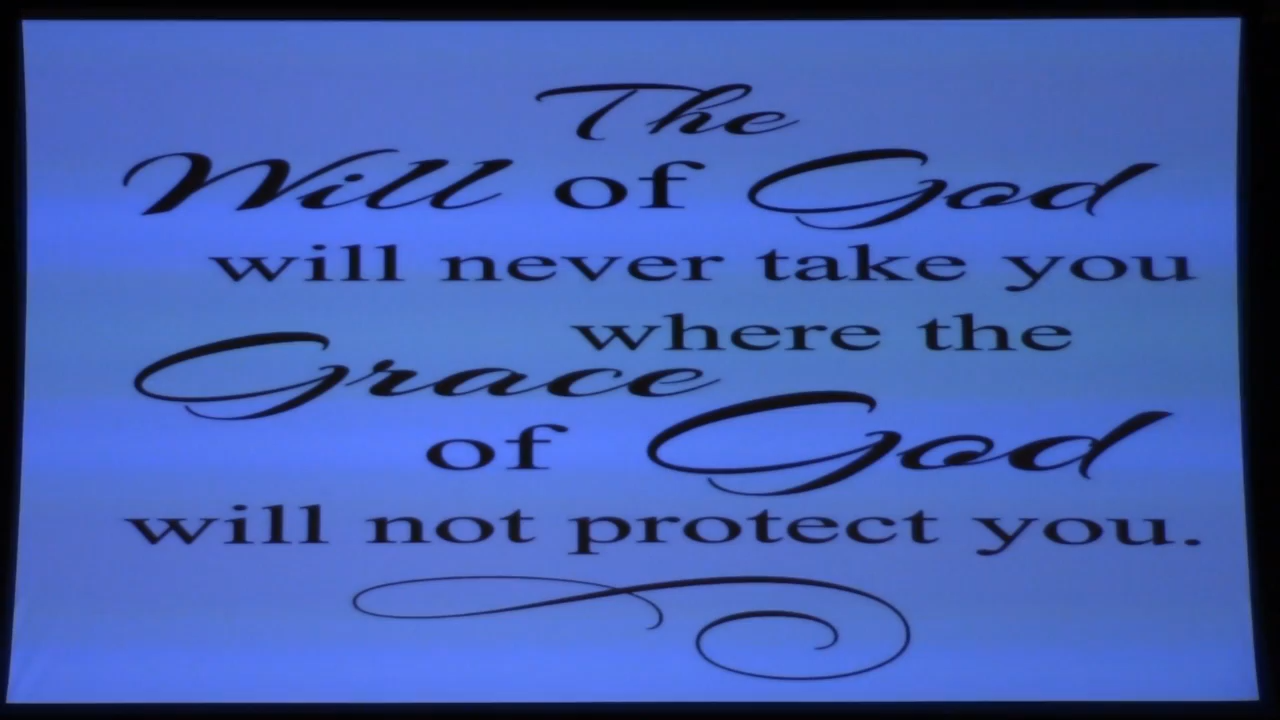 The
Will of God
will never take you
where the
Grace
of God
will not protect you.